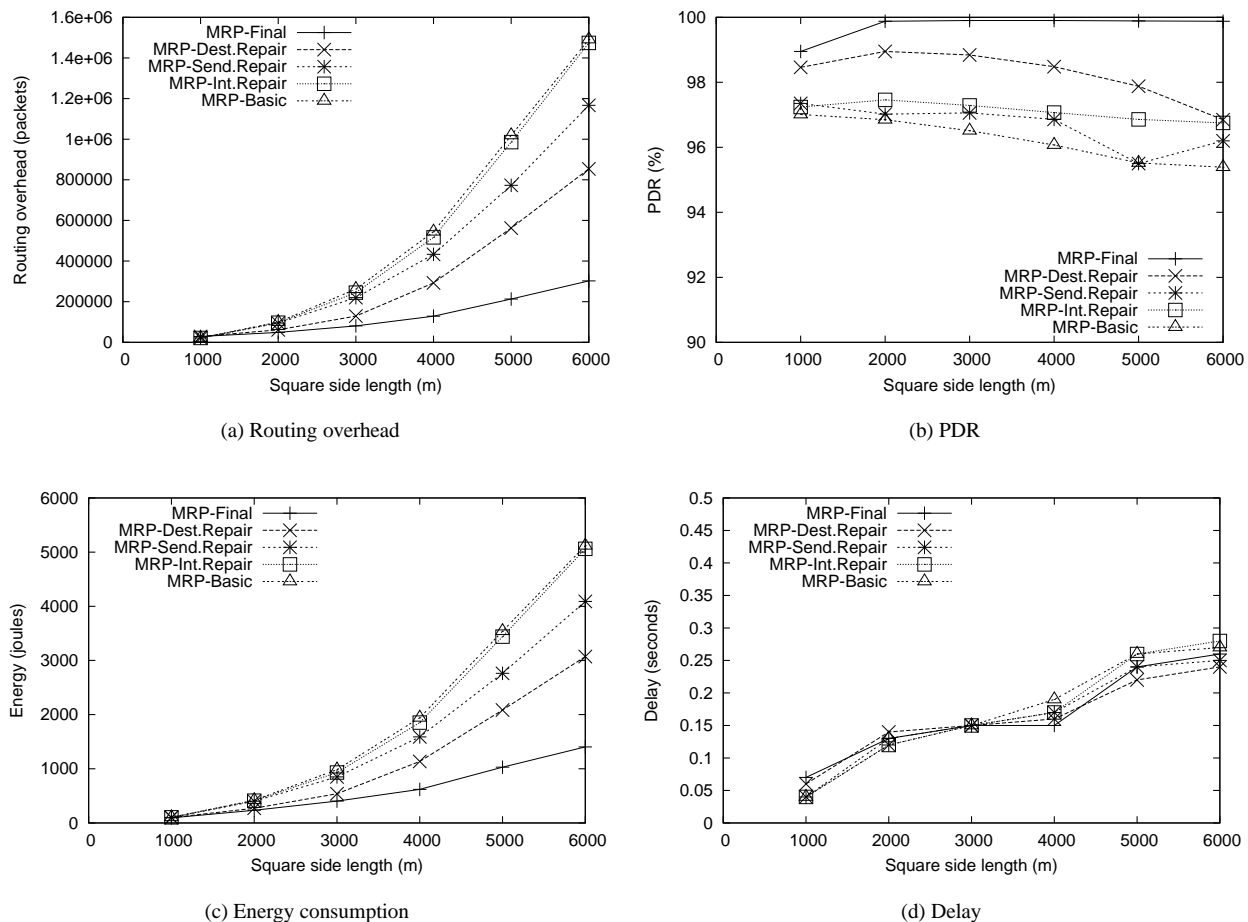 1.6e+06
1.4e+06
1.2e+06
1e+06
800000
600000
400000
200000
0
0 1000 2000 3000 4000 5000 6000
Routing overhead (packets)
Square side length (m)
MRP-Final
MRP-Dest.Repair
MRP-Send.Repair
MRP-Int.Repair
MRP-Basic
(a) Routing overhead
100
98
96
94
92
90
0 1000 2000 3000 4000 5000 6000
PDR (%)
Square side length (m)
MRP-Final
MRP-Dest.Repair
MRP-Send.Repair
MRP-Int.Repair
MRP-Basic
(b) PDR
6000
5000
4000
3000
2000
1000
0
0 1000 2000 3000 4000 5000 6000
Energy (joules)
Square side length (m)
MRP-Final
MRP-Dest.Repair
MRP-Send.Repair
MRP-Int.Repair
MRP-Basic
(c) Energy consumption
0.5
0.45
0.4
0.35
0.3
0.25
0.2
0.15
0.1
0.05
0
0 1000 2000 3000 4000 5000 6000
Delay (seconds)
Square side length (m)
MRP-Final
MRP-Dest.Repair
MRP-Send.Repair
MRP-Int.Repair
MRP-Basic
(d) Delay